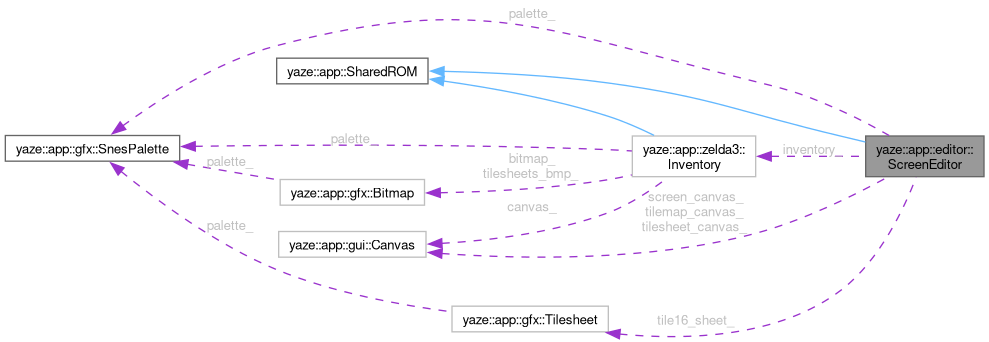 palette_
yaze::app::SharedROM
yaze::app::gfx::SnesPalette
palette_
yaze::app::zelda3::
Inventory
inventory_
yaze::app::editor::
ScreenEditor
palette_
yaze::app::gfx::Bitmap
bitmap_
tilesheets_bmp_
canvas_
screen_canvas_
tilemap_canvas_
tilesheet_canvas_
palette_
yaze::app::gui::Canvas
yaze::app::gfx::Tilesheet
tile16_sheet_